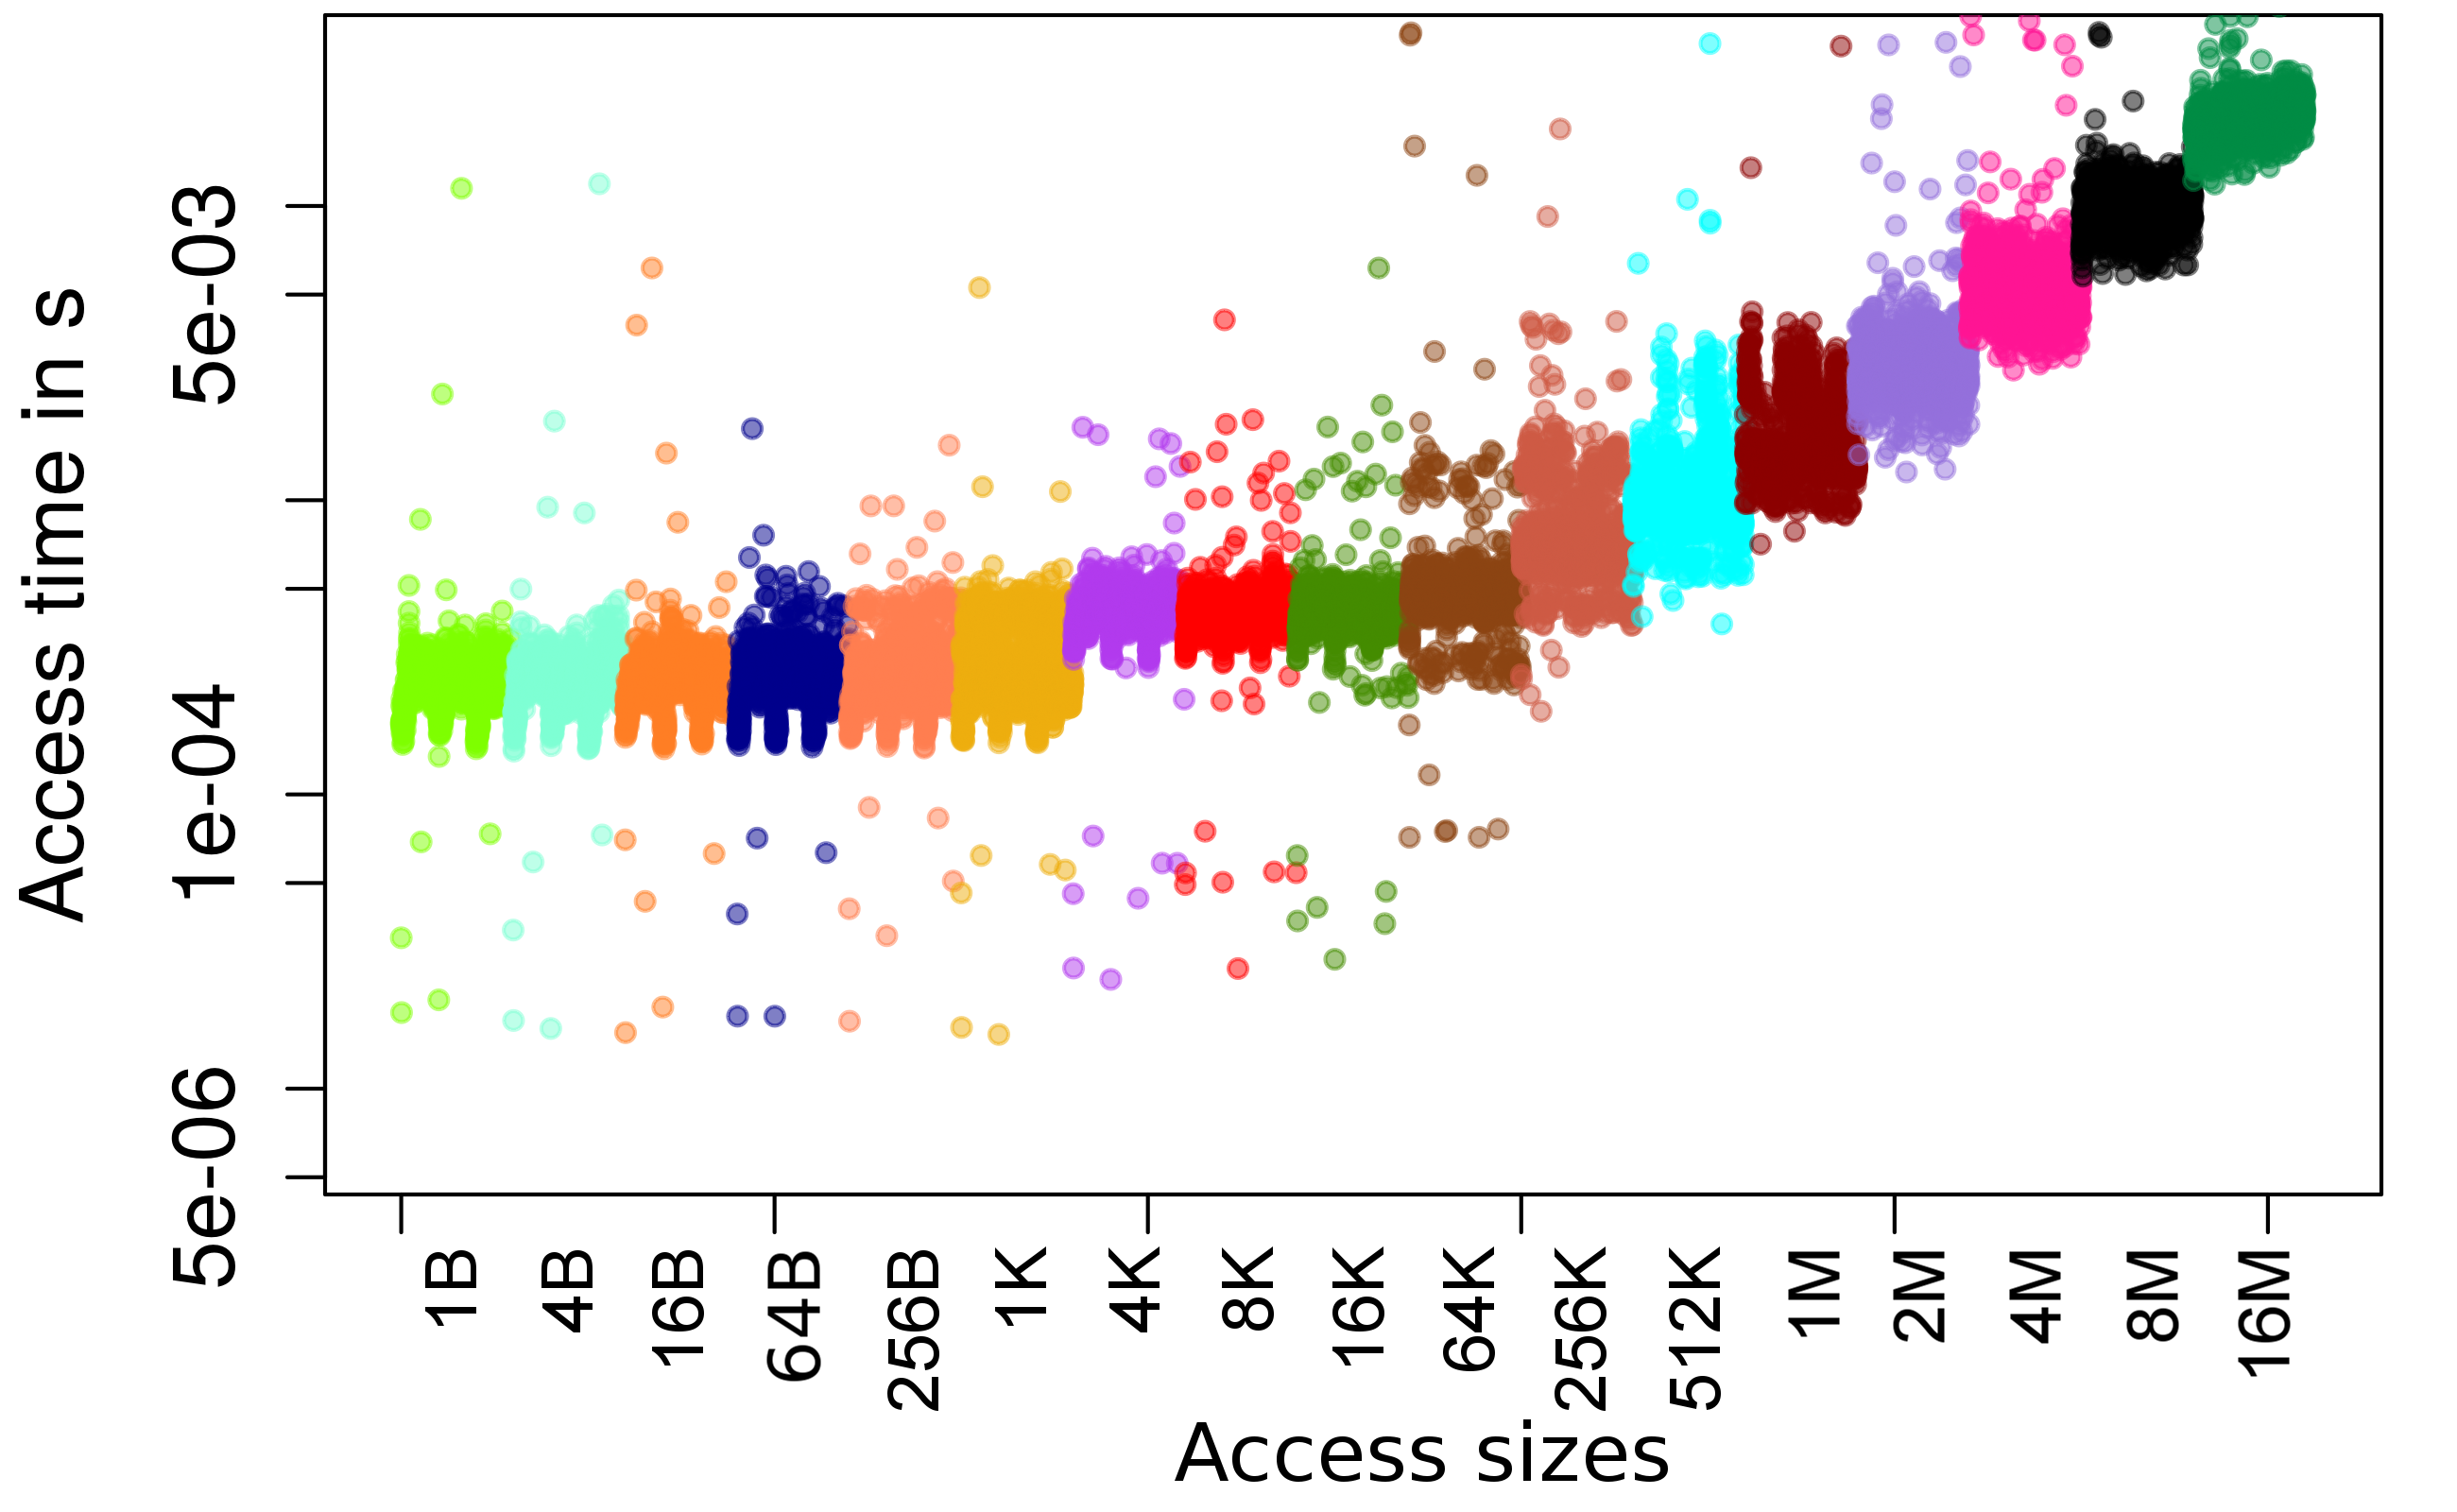 Access time in s
5e-03
1e-04
5e-06
1B
4B
16B
64B
256B
1K
4K
8K
16K
64K
256K
512K
1M
2M
4M
8M
16M
Access sizes